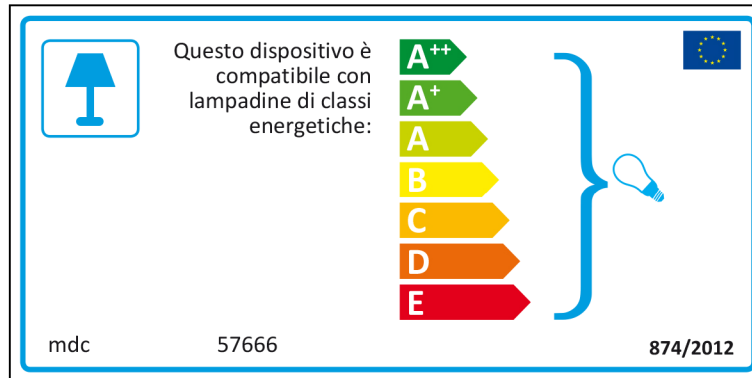 Questo dispositivo è
compatibile con
lampadine di classi
energetiche:
A++
A+
A
B
C
D
E
mdc 57666 874/2012